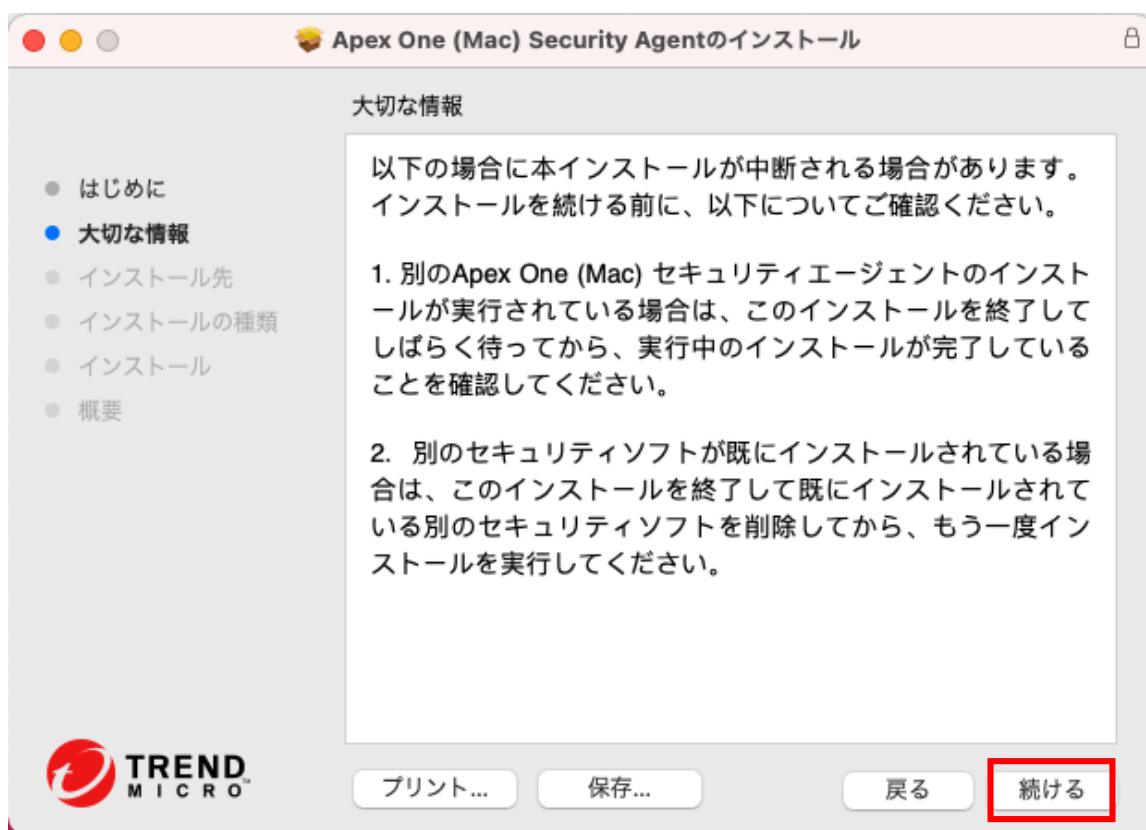 Apex One (Mac) Security Agentのインストール
大切な情報
はじめに
大切な情報
インストール先
インストールの種類
インストール
概要
以下の場合に本インストールが中断される場合があります。
インストールを続ける前に、以下についてご確認ください。
1. 別のApex One (Mac) セキュリティエージェントのインスト
ールが実行されている場合は、このインストールを終了して
しばらく待ってから、実行中のインストールが完了している
ことを確認してください。
2. 別のセキュリティソフトが既にインストールされている場
合は、このインストールを終了して既にインストールされて
いる別のセキュリティソフトを削除してから、もう一度イン
ストールを実行してください。
TREND
MICRO™
プリント...
保存...
戻る
続ける